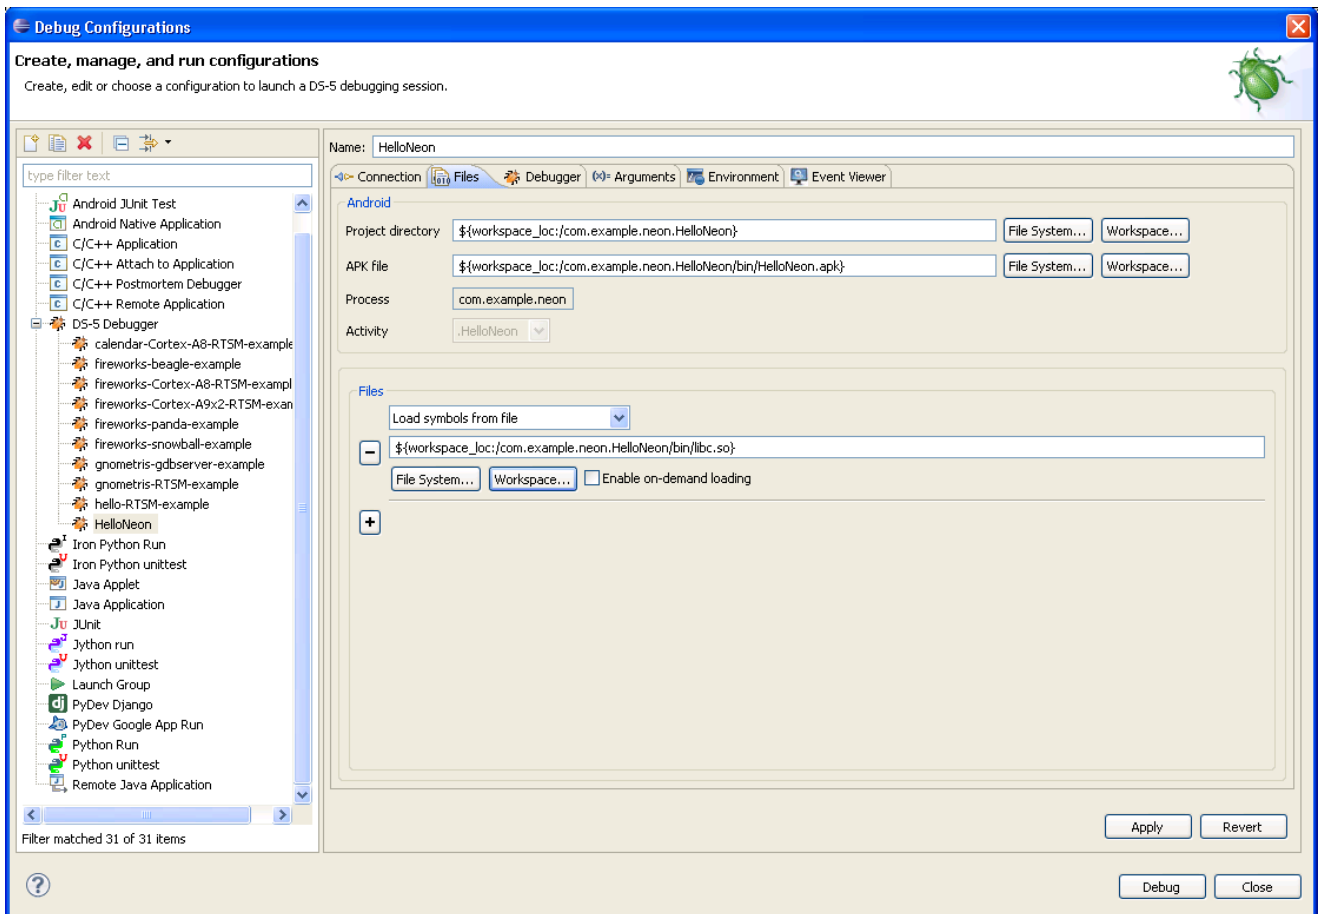 Debug Configurations
Create, manage, and run configurations
Create, edit or choose a configuration to launch a DS-5 debugging session.
type filter text
Android JUnit Test
Android Native Application
C/C++ Application
C/C++ Attach to Application
C/C++ Postmortem Debugger
C/C++ Remote Application
DS-5 Debugger
calendar-Cortex-A8-RTSM-example
fireworks-beagle-example
fireworks-Cortex-A8-RTSM-exampl
fireworks-Cortex-A9x2-RTSM-exan
fireworks-panda-example
fireworks-snowball-example
gnometris-gdbserver-example
gnometris-RTSM-example
hello-RTSM-example
HelloNeon
Iron Python Run
Iron Python unittest
Java Applet
Java Application
JUnit
Jython run
Jython unittest
Launch Group
PyDev Django
PyDev Google App Run
Python Run
Python unittest
Remote Java Application
Filter matched 31 of 31 items
Name: HelloNeon
Connection Files Debugger (x)= Arguments Environment Event Viewer
Android
Project directory ${workspace_loc:/com.example.neon.HelloNeon} File System... Workspace...
APK file ${workspace_loc:/com.example.neon.HelloNeon/bin/HelloNeon.apk} File System... Workspace...
Process com.example.neon
Activity .HelloNeon
Files
Load symbols from file
${workspace_loc:/com.example.neon.HelloNeon/bin/libc.so}
File System... Workspace... Enable on-demand loading
Apply Revert
Debug Close